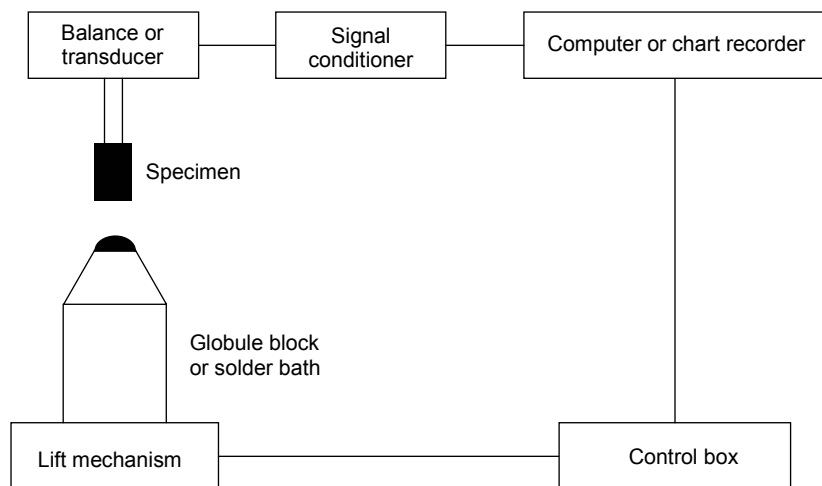 Balance or
transducer
Signal
conditioner
Computer or chart recorder
Specimen
Globule block
or solder bath
Lift mechanism
Control box